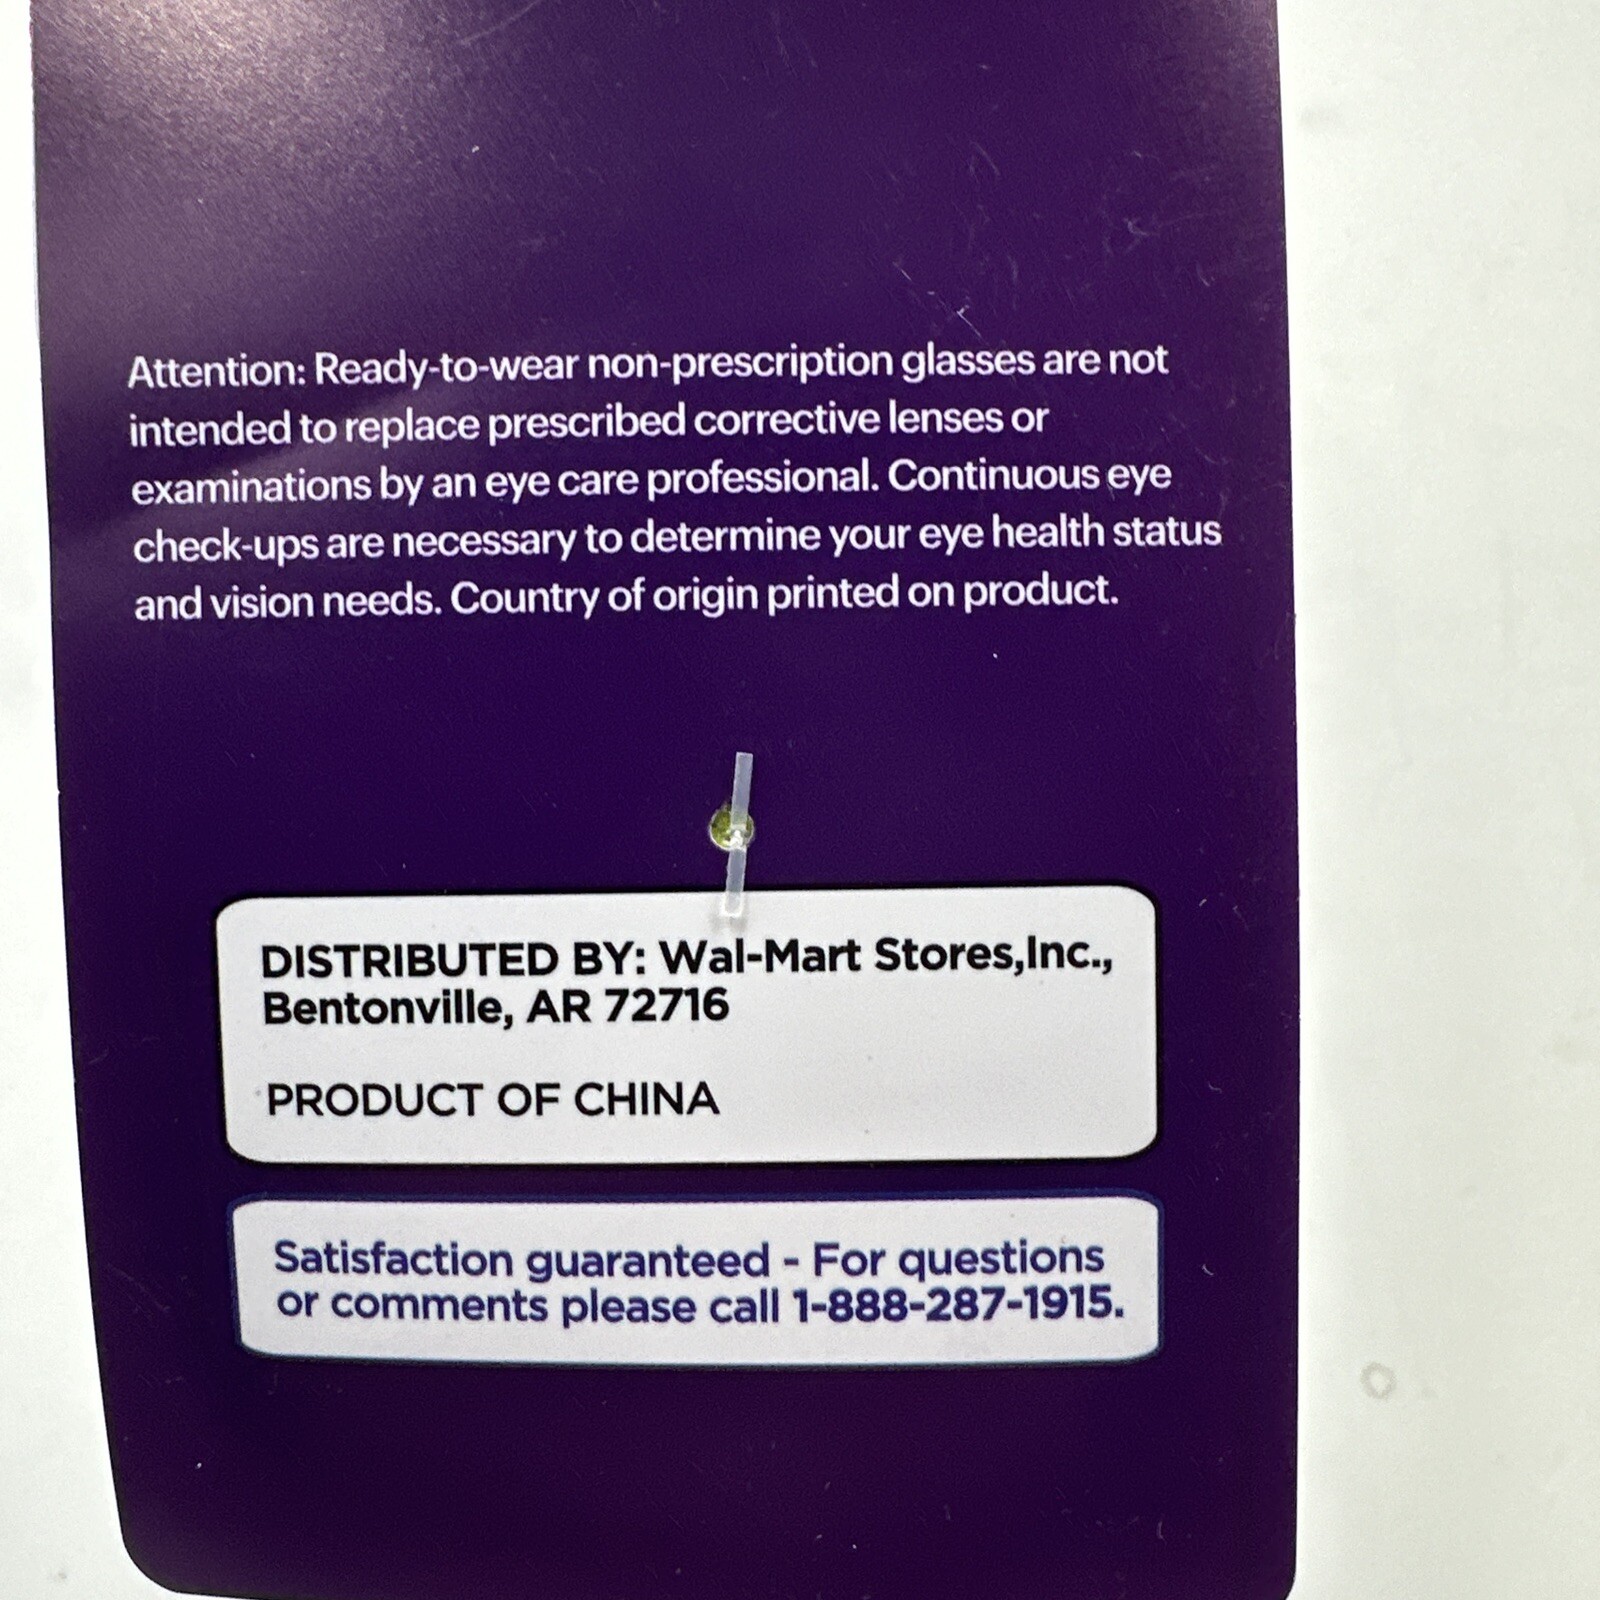 Attention: Ready-to-wear non-prescription glasses are not
intended to replace prescribed corrective lenses or
examinations by an eye care professional. Continuous eye
check-ups are necessary to determine your eye health status
and vision needs. Country of origin printed on product.
DISTRIBUTED BY: Wal-Mart Stores,Inc.,
Bentonville, AR 72716
PRODUCT OF CHINA
Satisfaction guaranteed - For questions
or comments please call 1-888-287-1915.